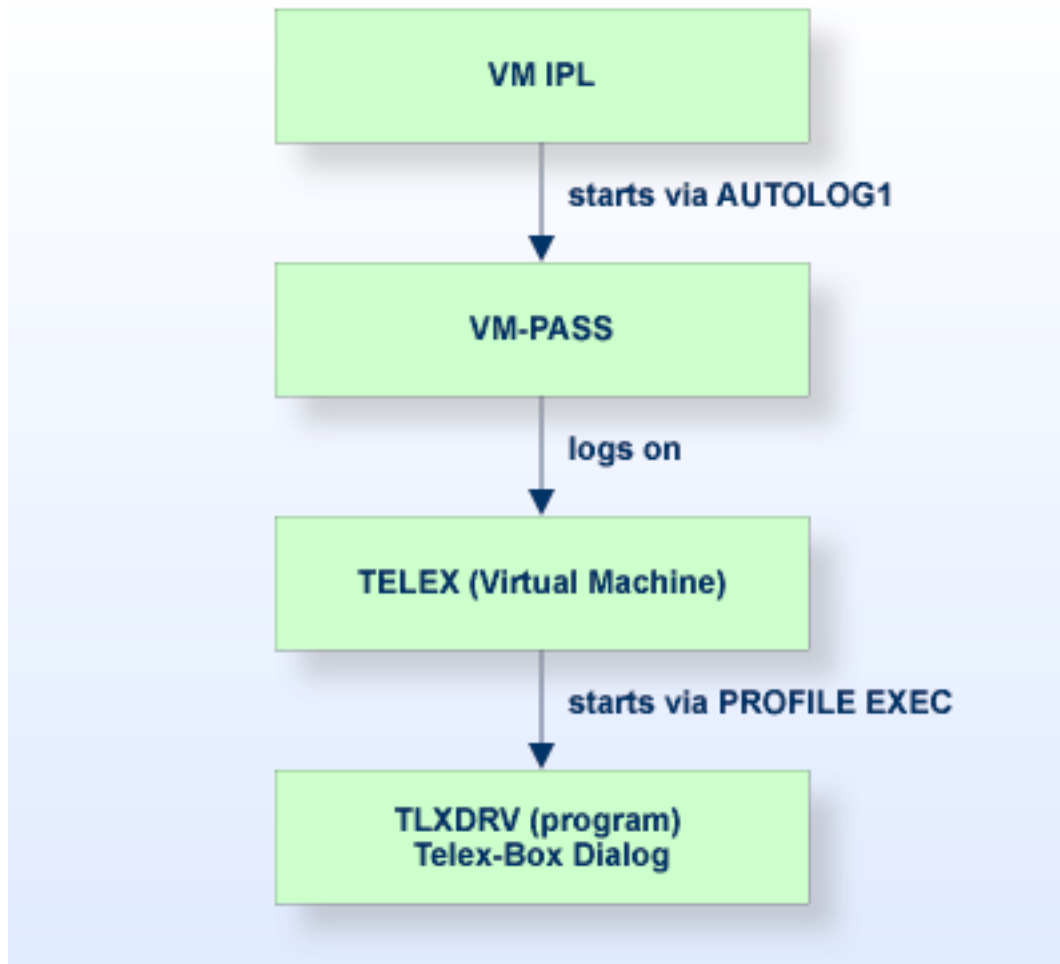 VM IPL
starts via AUTOLOG1
VM-PASS
logs on
TELEX (Virtual Machine)
starts via PROFILE EXEC
TLXDRV (program)
Telex-Box Dialog